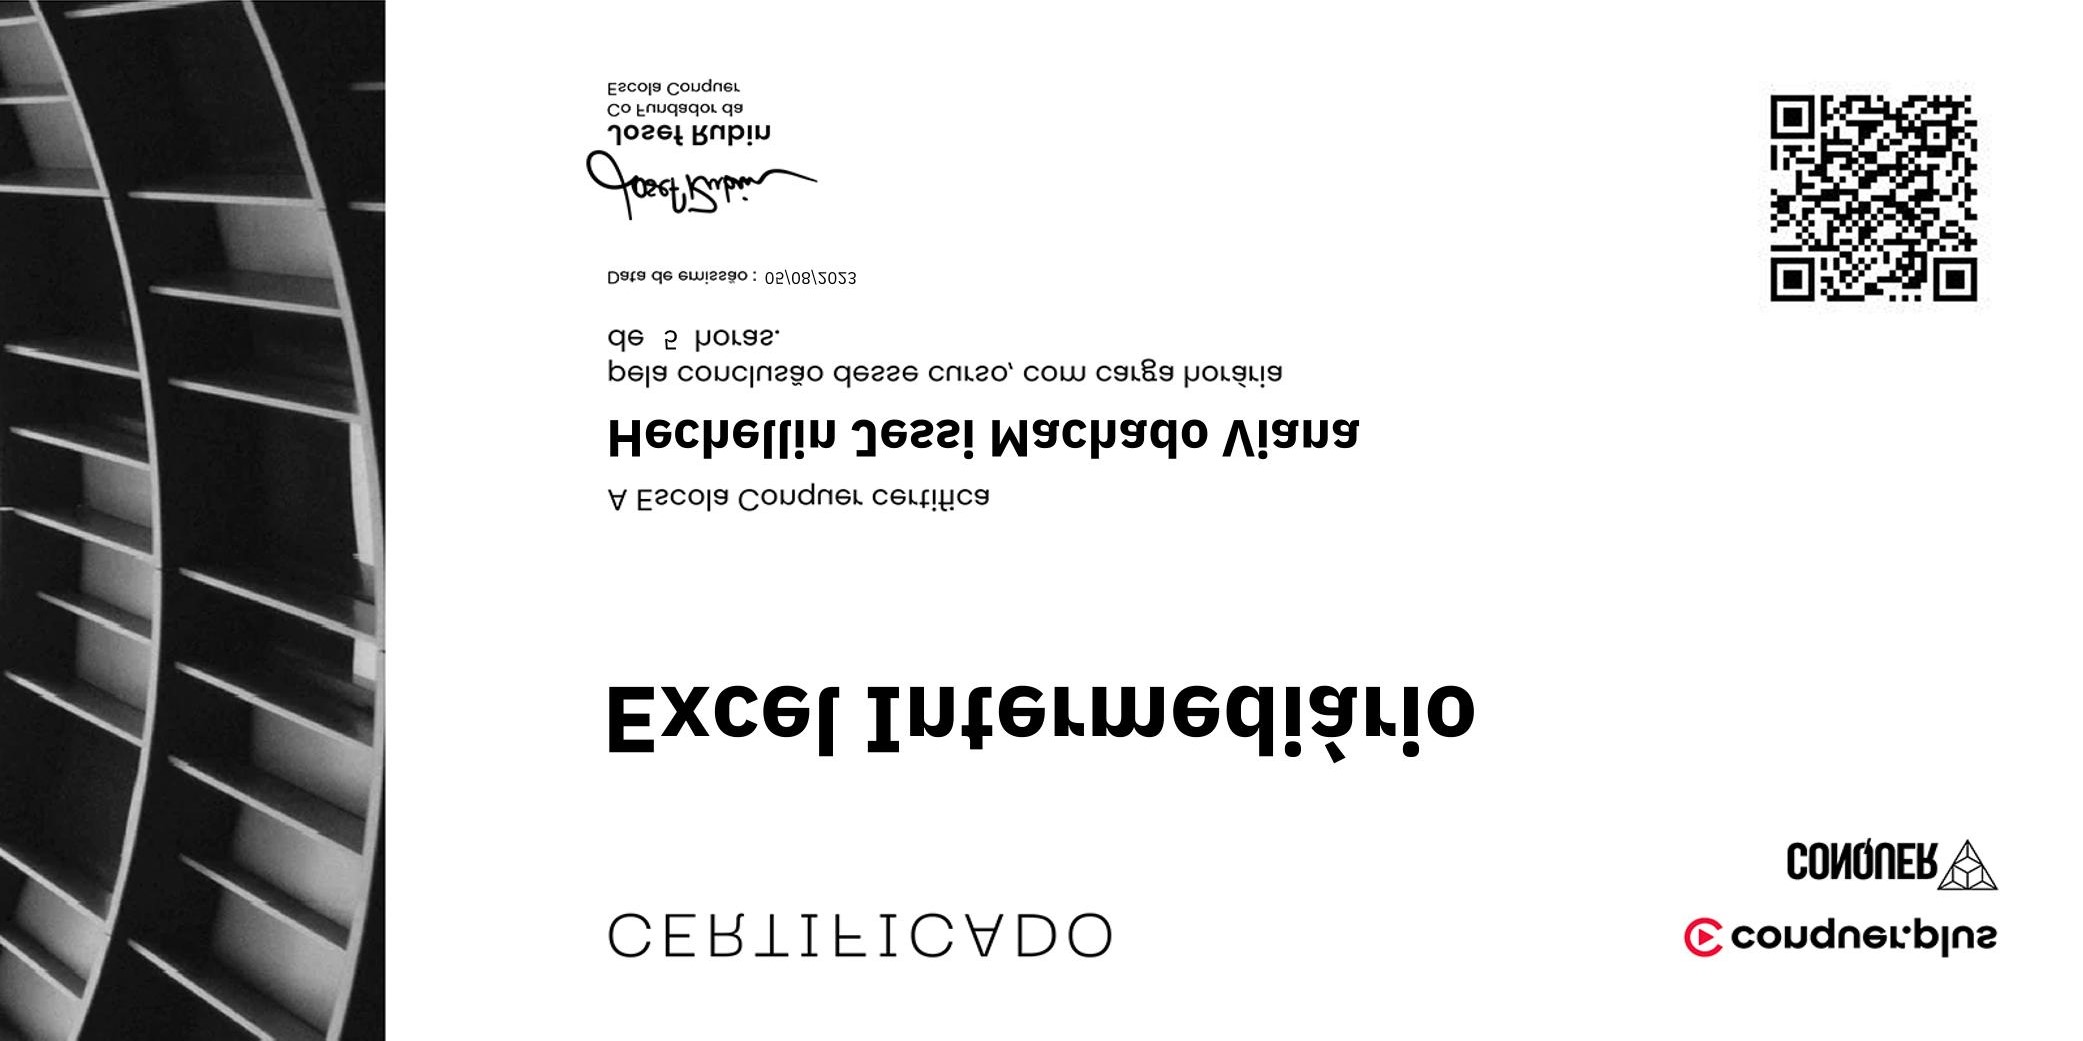 CERTIFICADO
conquer.plus
CONQUER
Excel Intermediário
A Escola Conquer certifica
Hechellin Jessi Machado Viana
pela conclusão desse curso, com carga horária
de 5 horas.
Data de emissão : 05/08/2023
Josef Rubin
Josef Rubin
Co Fundador da
Escola Conquer